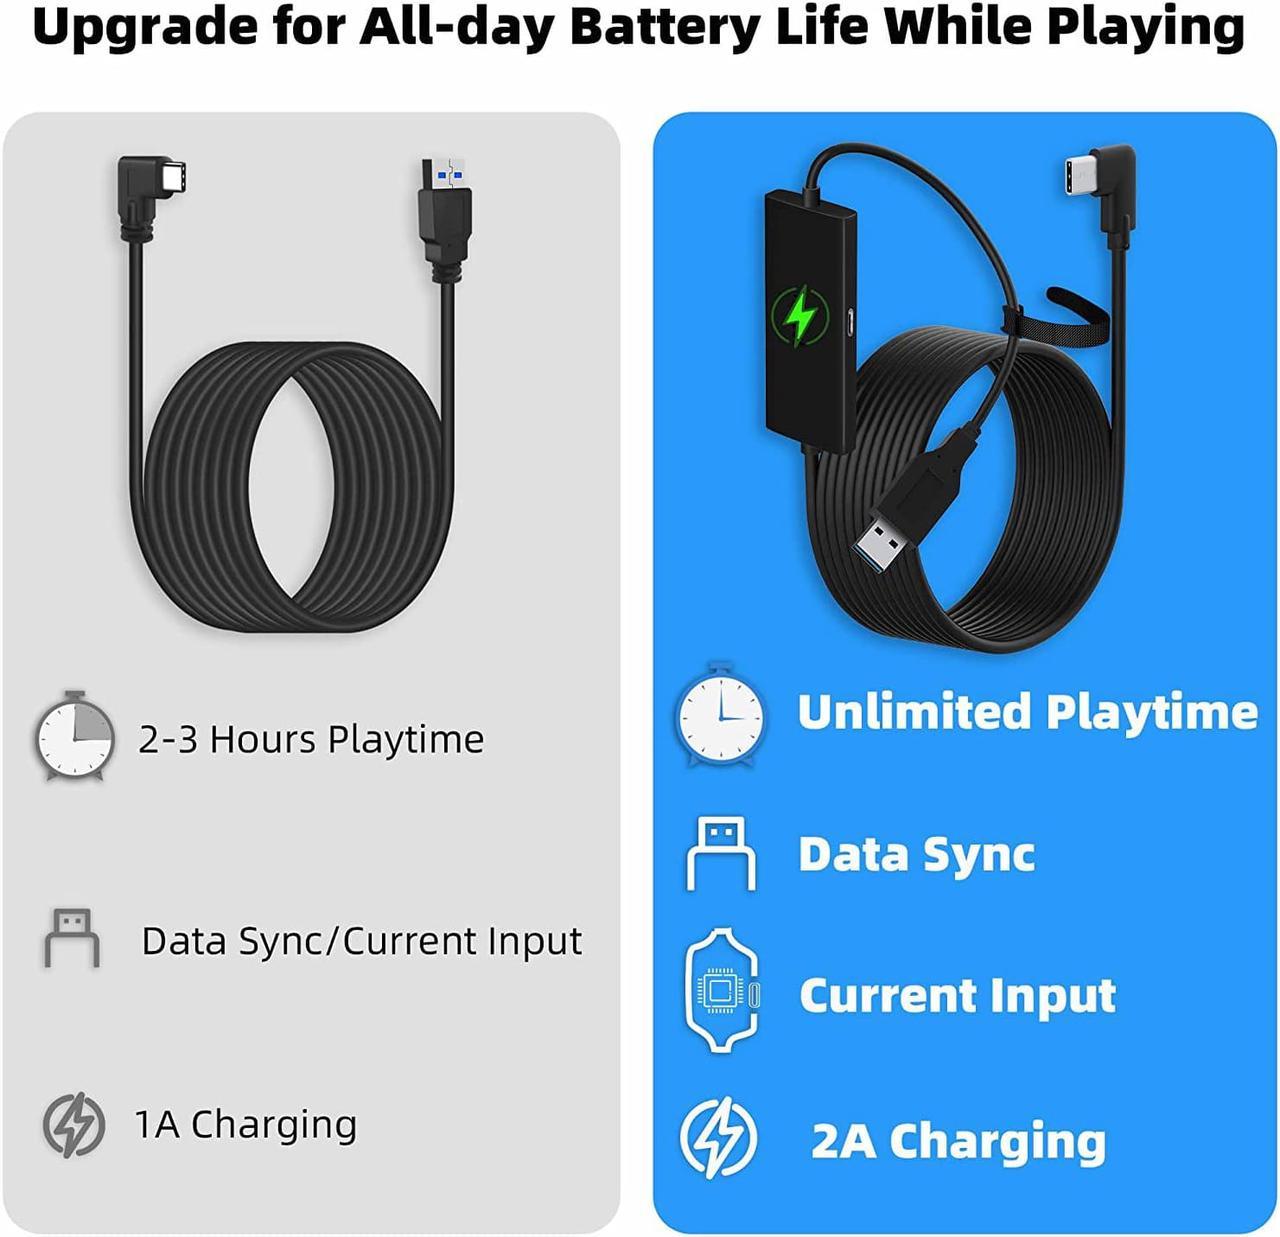 Upgrade for All-day Battery Life While Playing
2-3 Hours Playtime
Data Sync/Current Input
1A Charging
Unlimited Playtime
Data Sync
Current Input
2A Charging